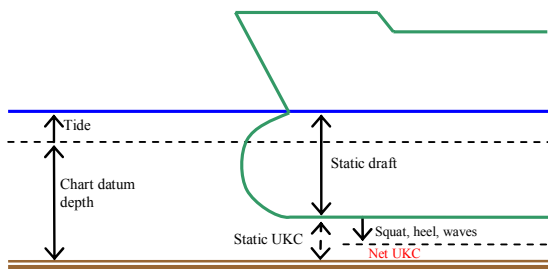 Tide
Chart datum
depth
Static draft
Static UKC
Squat, heel, waves
Net UKC